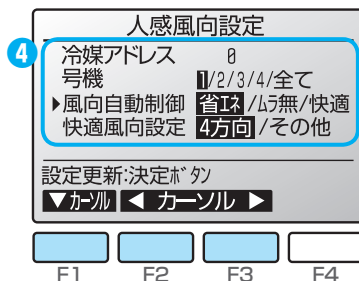 人感風向設定
4
冷媒アドレス 0
号機 1/2/3/4/全て
▶風向自動制御 省エネ/ムラ無/快適
快適風向設定 4方向/その他
設定更新:決定ボタン
▼カーソル ◀ カーソル ▶
F1 F2 F3 F4